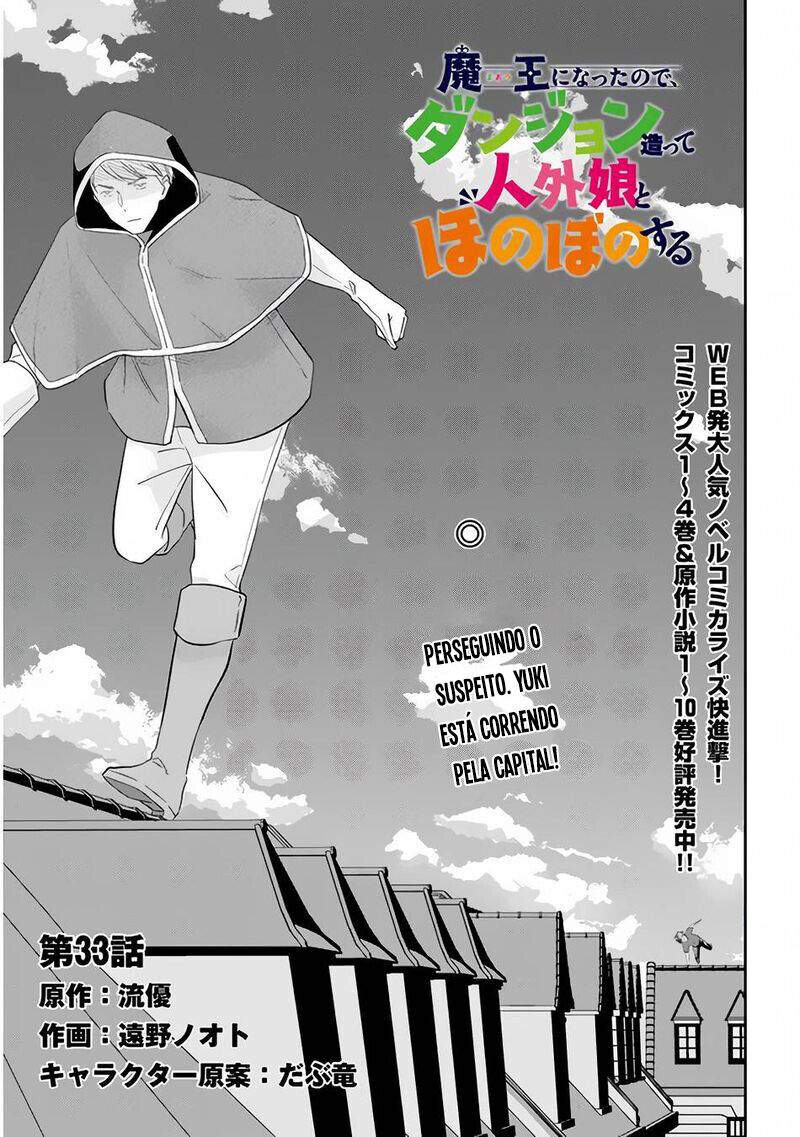 魔王になったので、
ダンジョン造って
人外娘と
ほのぼのする
WEB発大人気ノベルコミカライズ快進撃！
コミックス1～4巻&原作小説1～10巻好評発売中!!
PERSEGUINDO O
SUSPEITO. YUKI
ESTÁ CORRENDO
PELA CAPITAL!
第33話
原作：流優
作画：遠野ノオト
キャラクター原案：だぶ竜